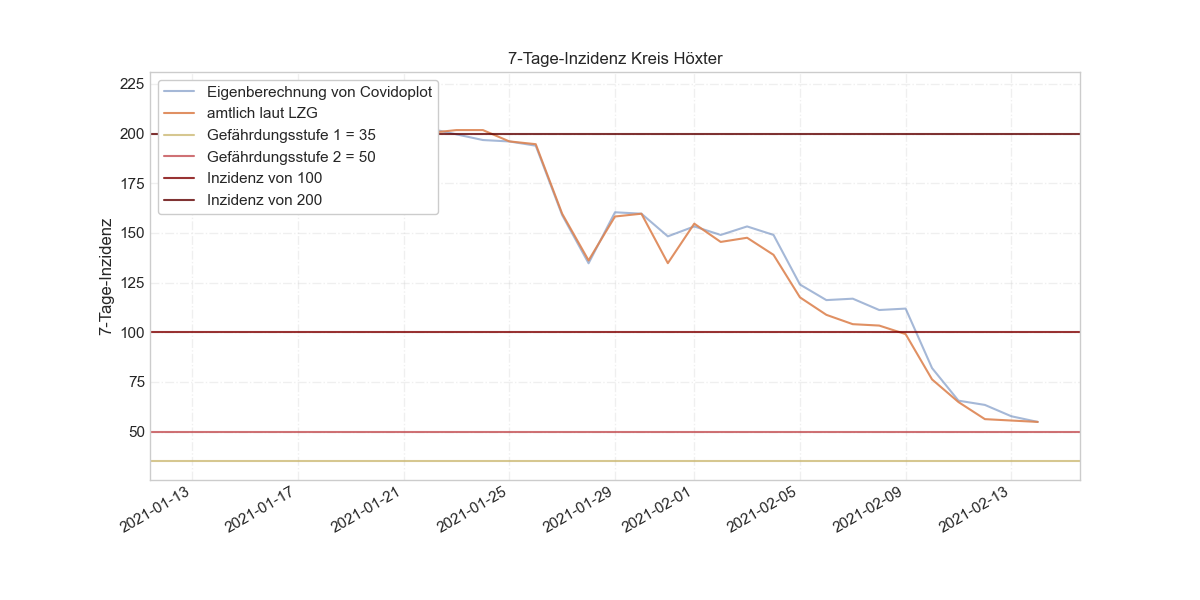 7-Tage-Inzidenz Kreis Höxter
Eigenberechnung von Covidoplot
amtlich laut LZG
Gefährdungsstufe 1 = 35
Gefährdungsstufe 2 = 50
Inzidenz von 100
Inzidenz von 200
7-Tage-Inzidenz
225
200
175
150
125
100
75
50
2021-01-13
2021-01-17
2021-01-21
2021-01-25
2021-01-29
2021-02-01
2021-02-05
2021-02-09
2021-02-13